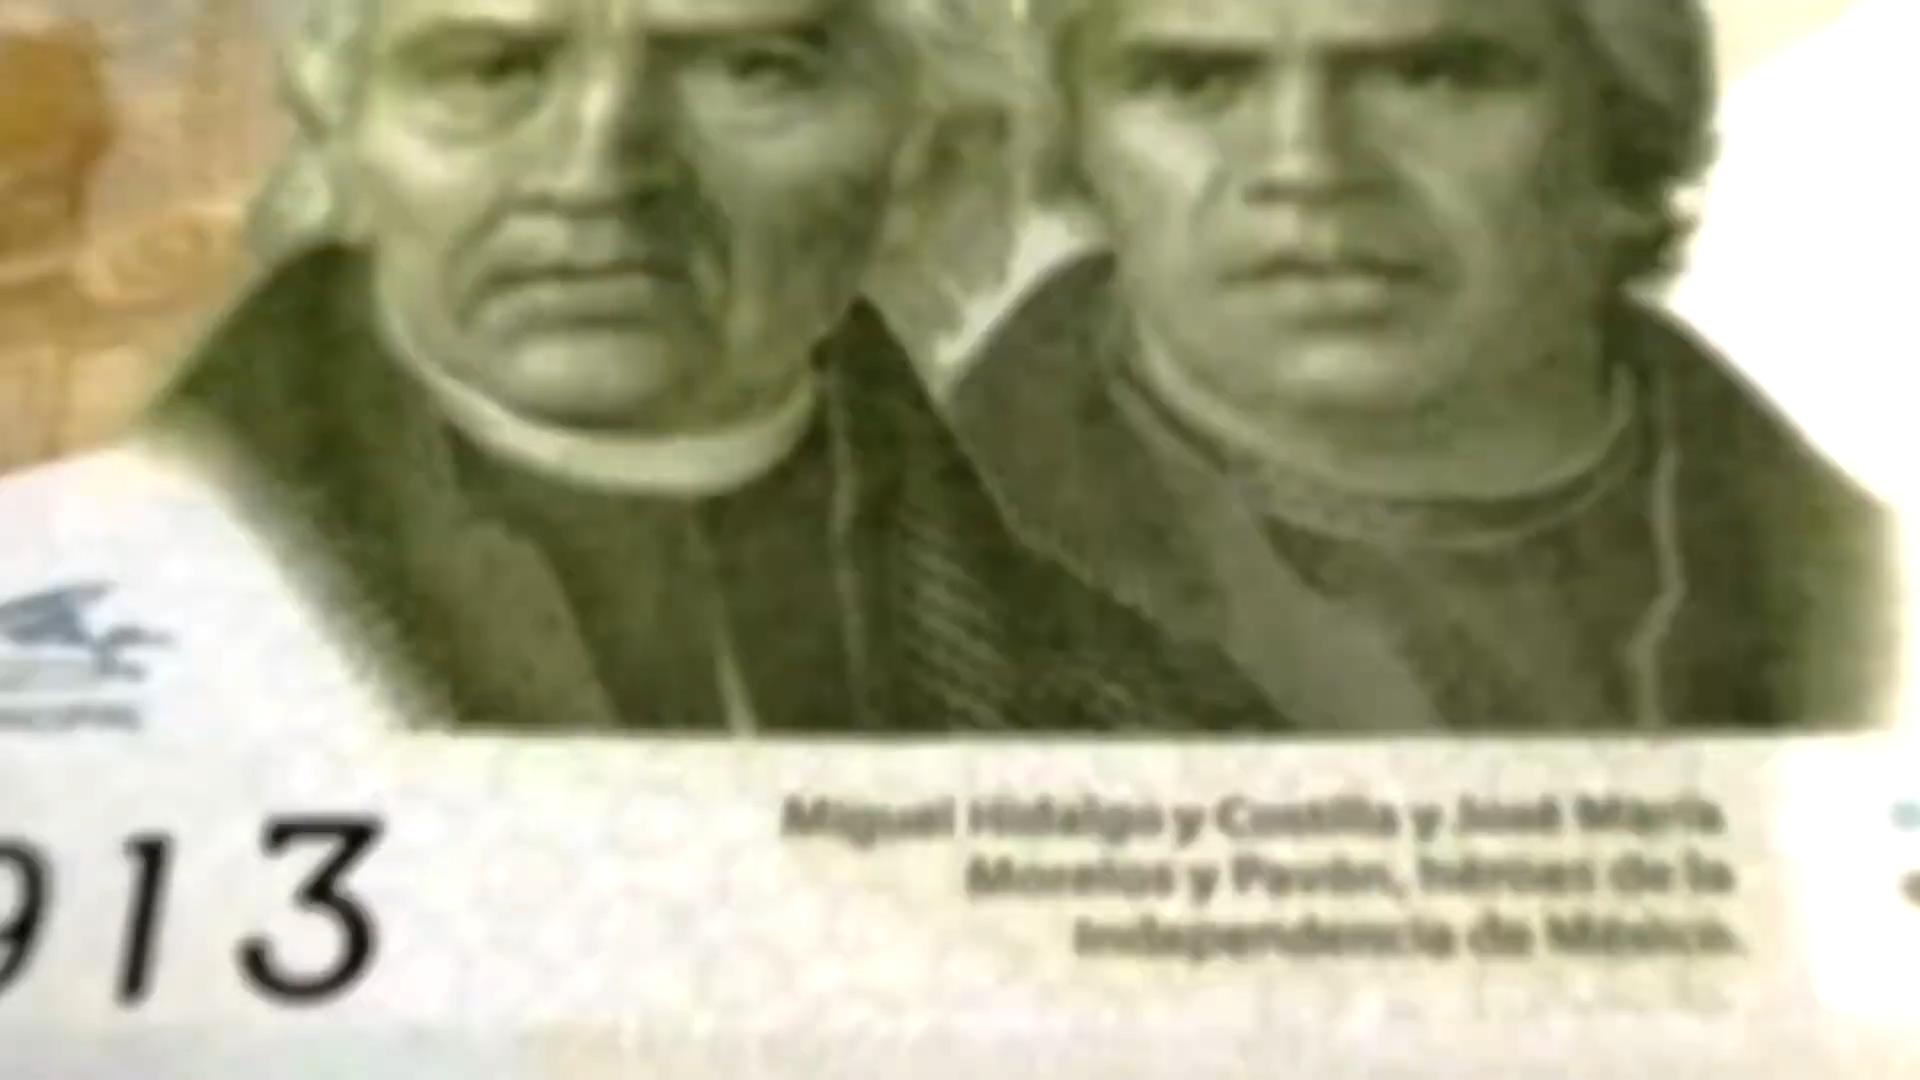 913
Miguel Hidalgo y Costilla y José María
Morelos y Pavón, héroes de la
Independencia de México.